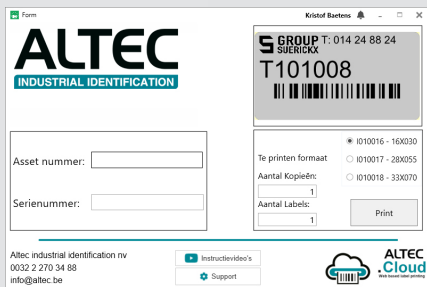 Form
Kristof Baetens
ALTEC
INDUSTRIAL IDENTIFICATION
GROUP T: 014 24 88 24
SUERICKX
T101008
Asset nummer:
Serienummer:
Te printen formaat
I010016 - 16X030
I010017 - 28X055
I010018 - 33X070
Aantal Kopieën:
1
Aantal Labels:
1
Print
Altec industrial identification nv
0032 2 270 34 88
info@altec.be
Instructievideo's
Support
ALTEC
.Cloud
Web based label printing